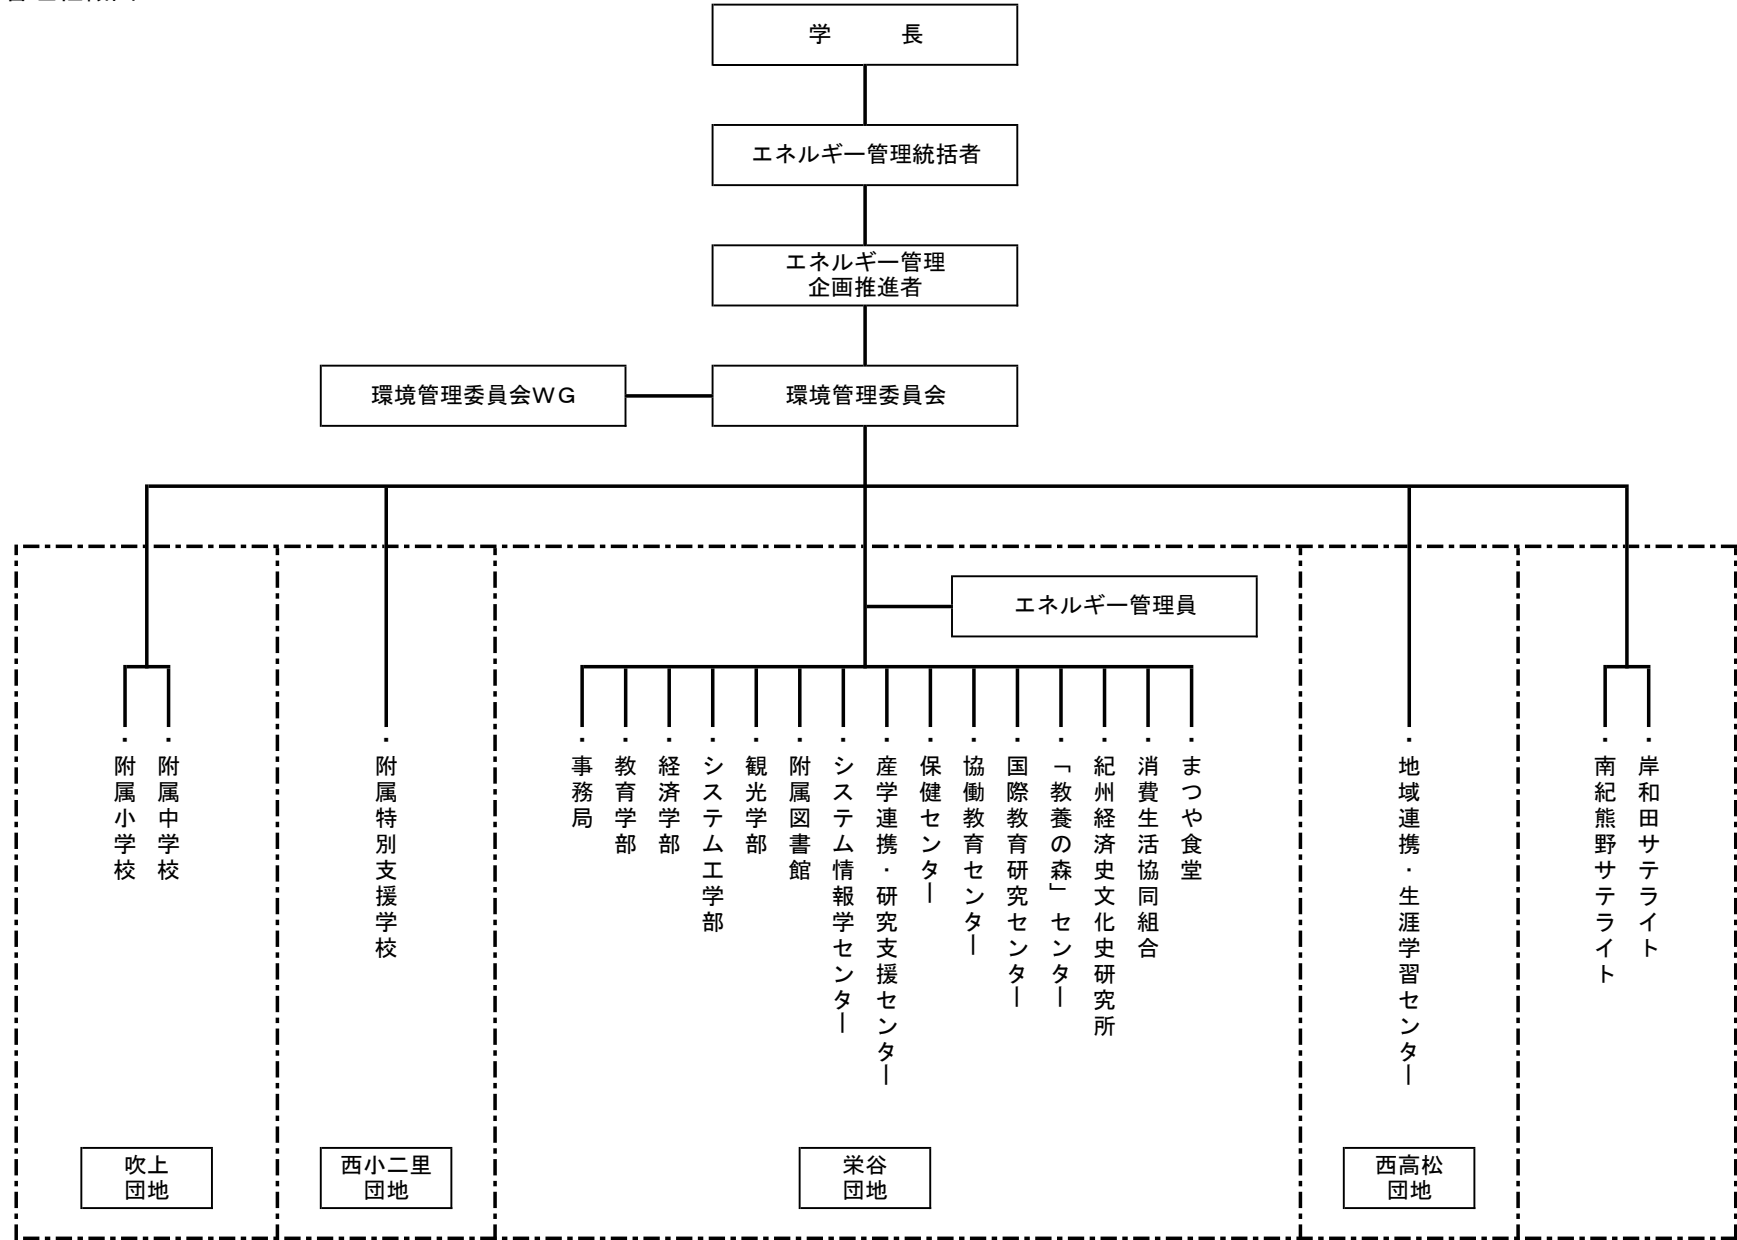 学　　長
エネルギー管理統括者
エネルギー管理
企画推進者
環境管理委員会WG
環境管理委員会
エネルギー管理員
・附属小学校
・附属中学校
・附属特別支援学校
・事務局
・教育学部
・経済学部
・システム工学部
・観光学部
・附属図書館
・システム情報学センター
・産学連携・研究支援センター
・保健センター
・協働教育センター
・国際教育研究センター
・「教養の森」センター
・紀州経済史文化史研究所
・消費生活協同組合
・まつや食堂
・地域連携・生涯学習センター
・南紀熊野サテライト
・岸和田サテライト
吹上
団地
西小二里
団地
栄谷
団地
西高松
団地